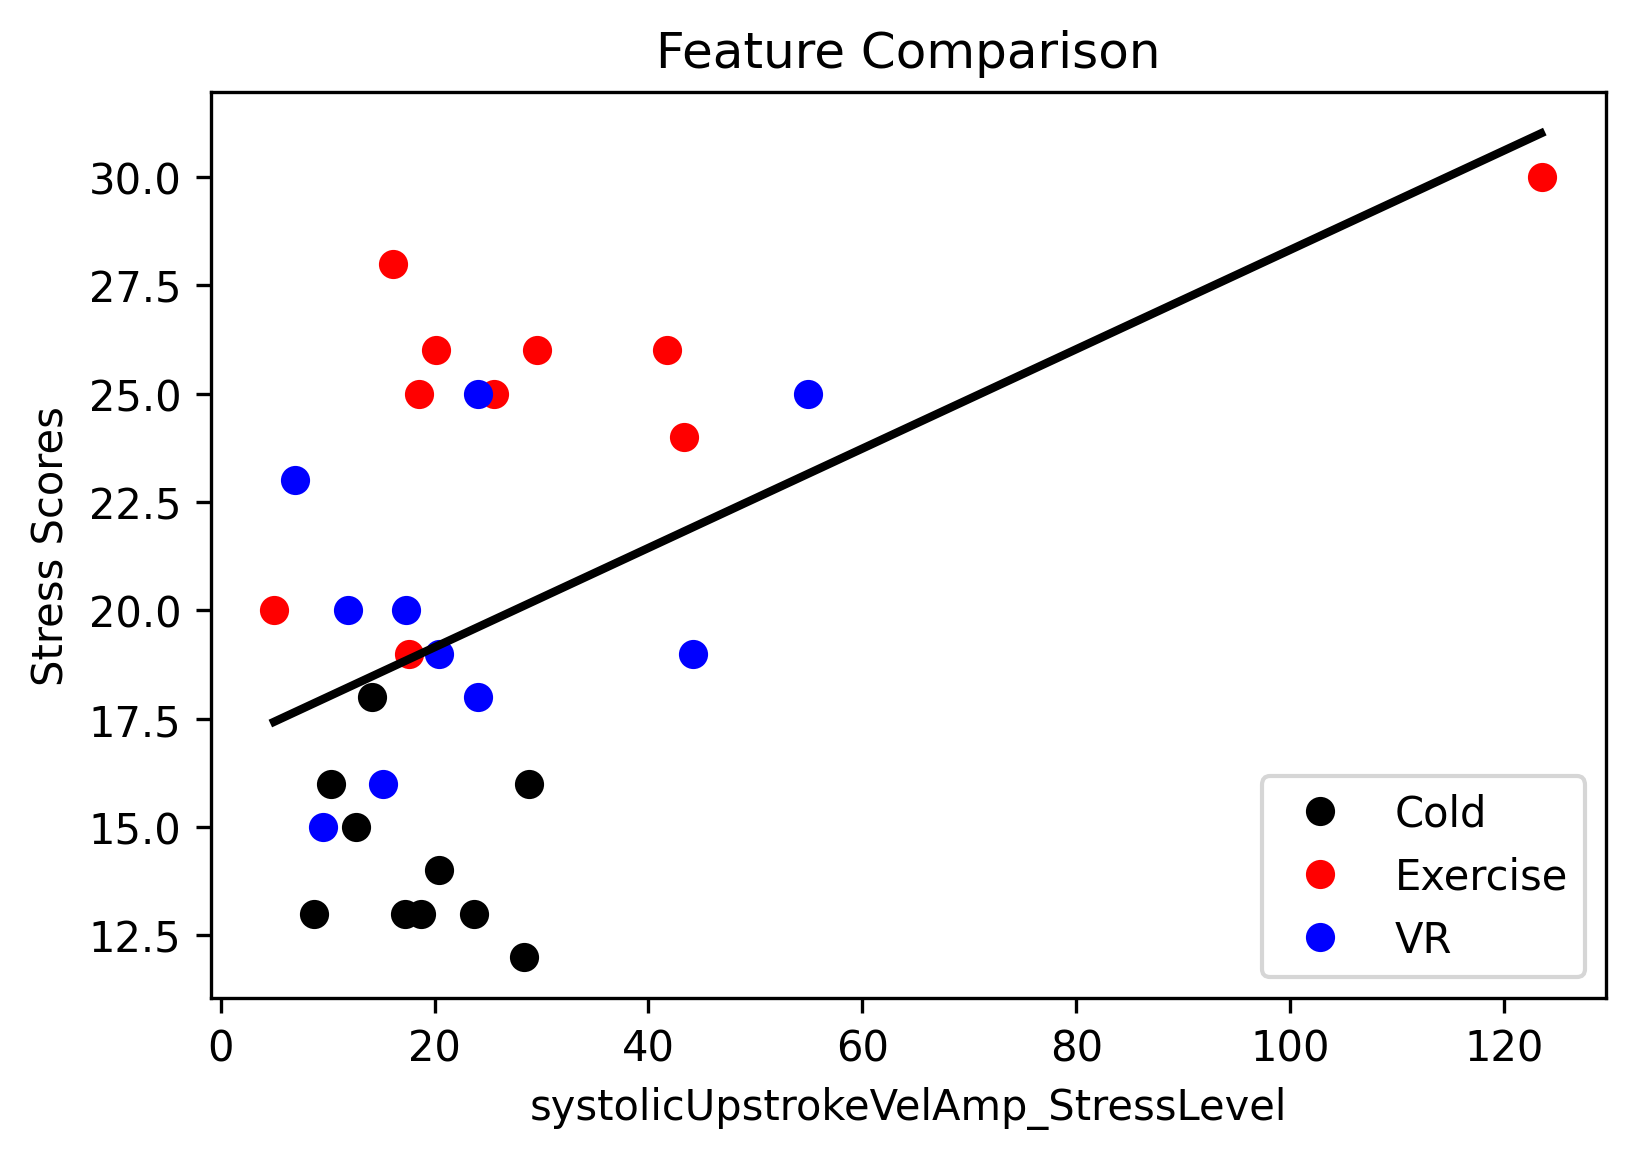 Feature Comparison
30.0
27.5
25.0
22.5
20.0
17.5
15.0
12.5
Stress Scores
0 20 40 60 80 100 120
systolicUpstrokeVelAmp_StressLevel
Cold
Exercise
VR